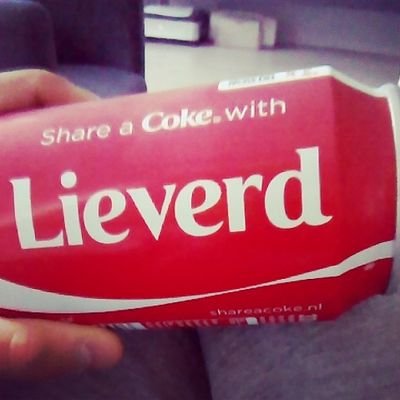 Share a Coke. with
Lieverd
shareacoke.nl